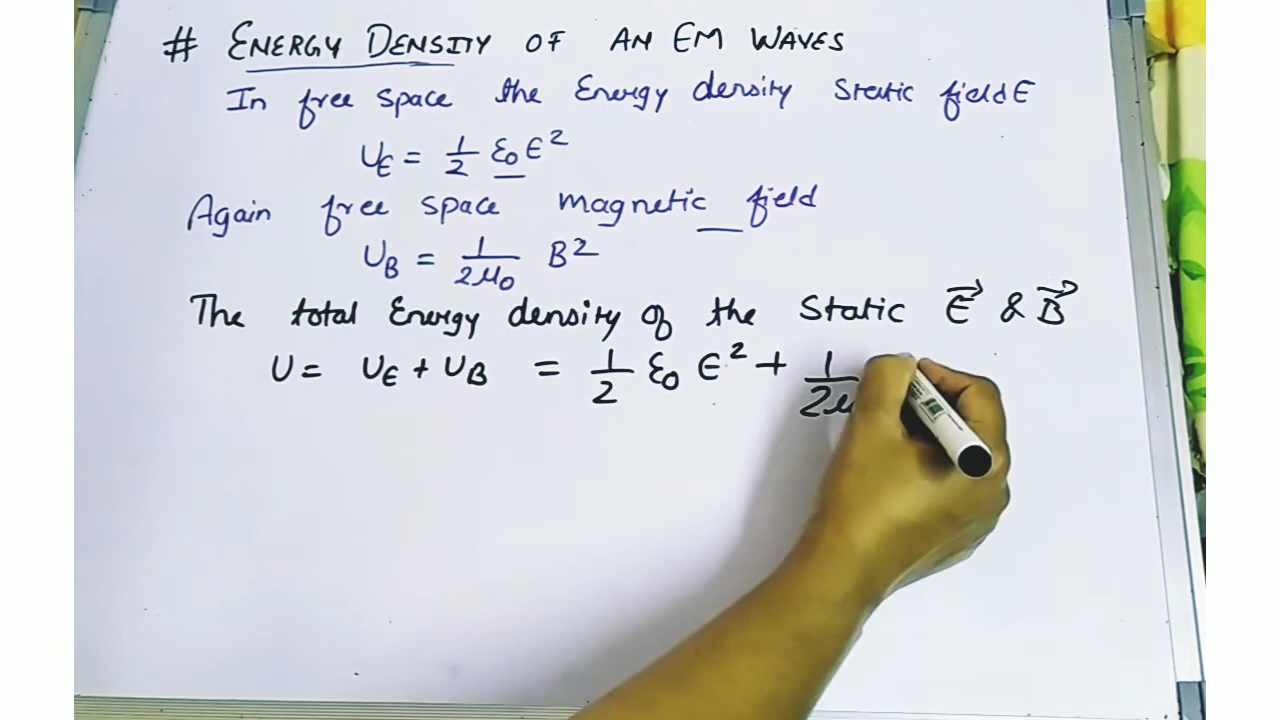 # ENERGY DENSITY OF AN EM WAVES
In free space the Energy density Static field E
U_E = 1/2 ε₀ E²
Again free space magnetic field
U_B = 1/2μ₀ B²
The total Energy density of the Static E⃗ & B⃗
U = U_E + U_B = 1/2 ε₀ E² + 1/2μ